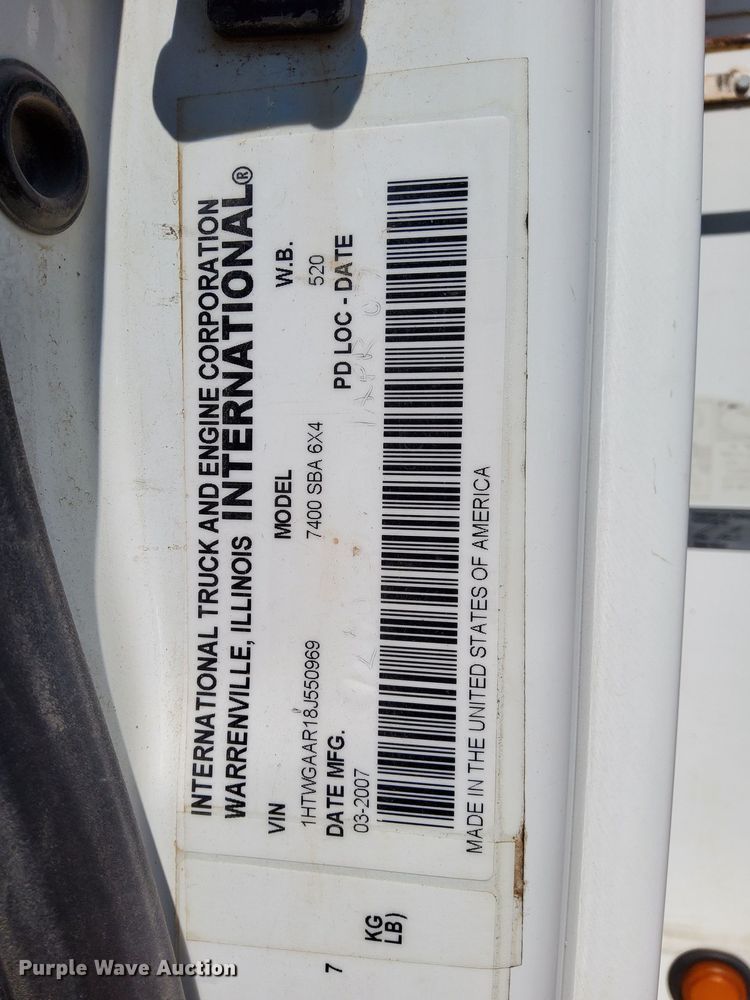 INTERNATIONAL TRUCK AND ENGINE CORPORATION
WARRENVILLE, ILLINOIS INTERNATIONAL®
VIN MODEL W.B.
1HTWGAAR18J550969 7400 SBA 6X4 520
DATE MFG. PD LOC - DATE
03-2007
MADE IN THE UNITED STATES OF AMERICA
7
KG
LB)
Purple Wave Auction